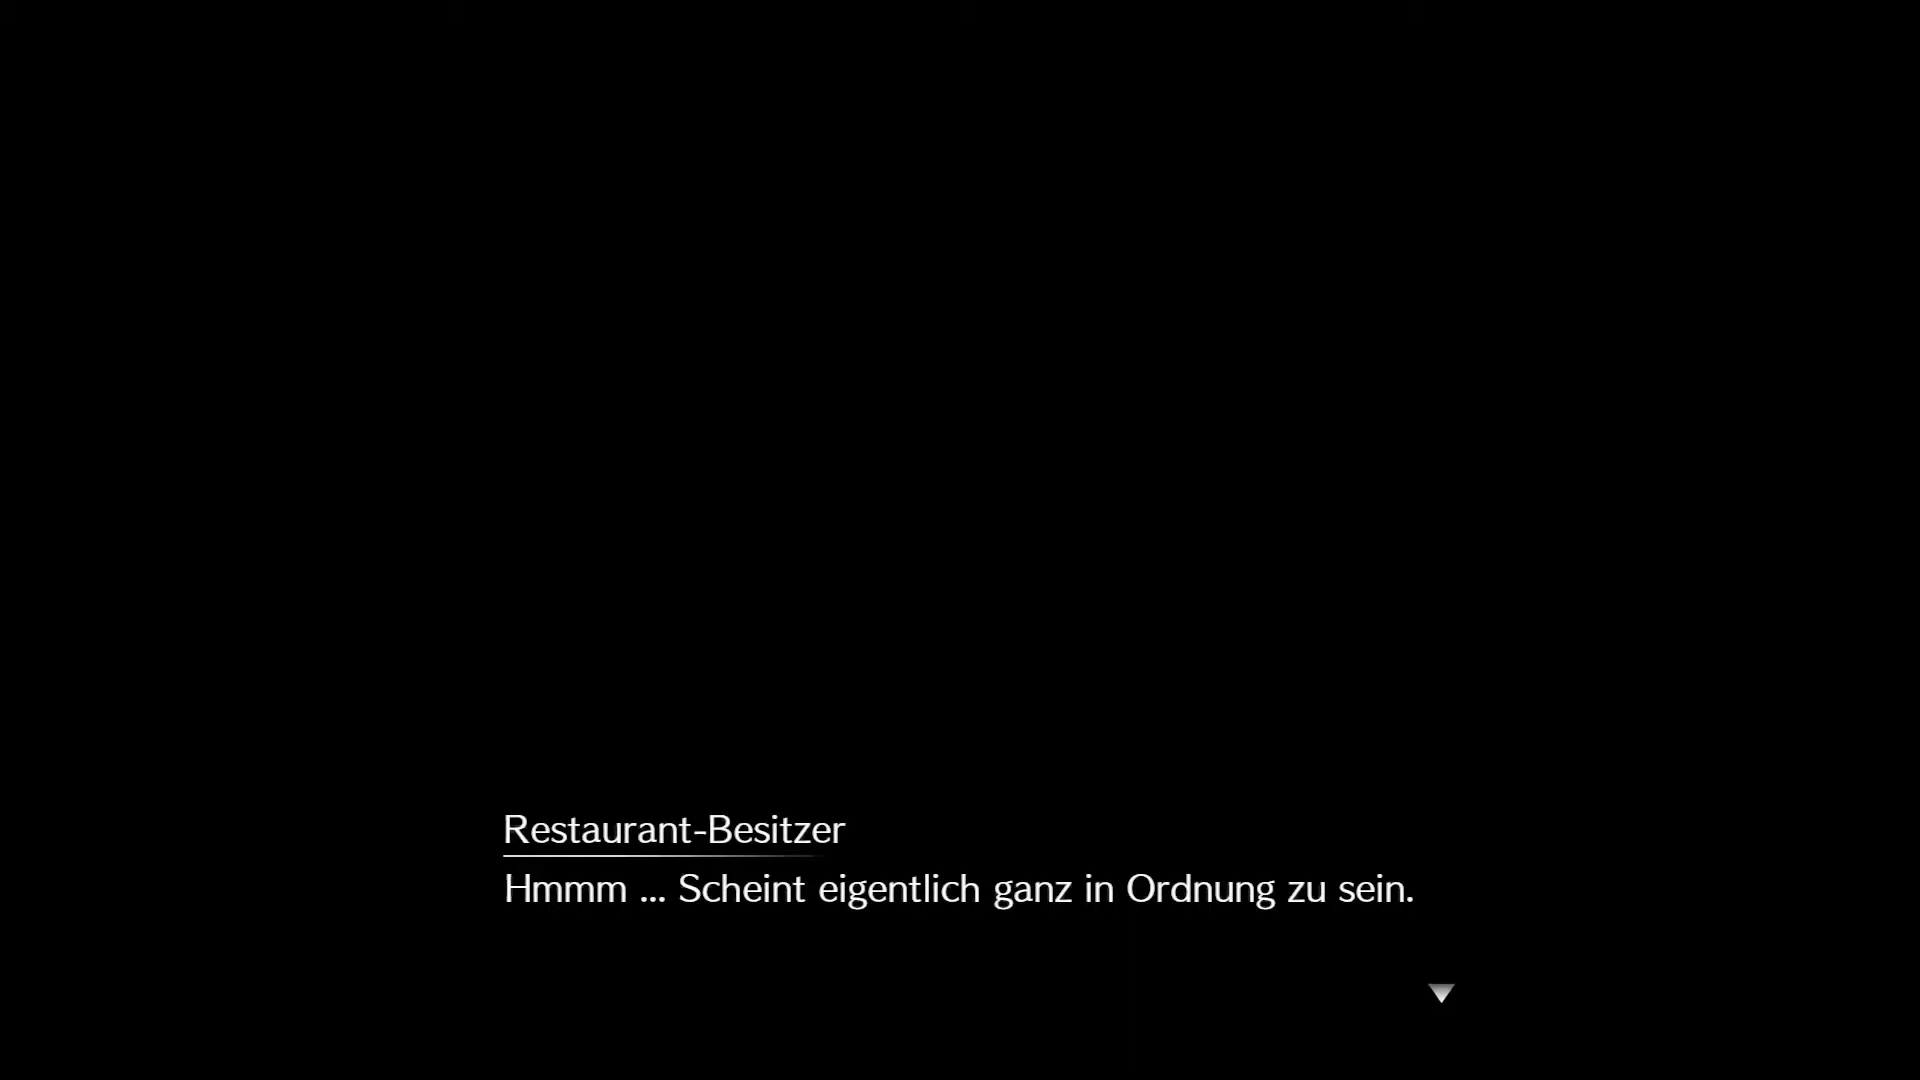 Restaurant-Besitzer
Hmmm ... Scheint eigentlich ganz in Ordnung zu sein.